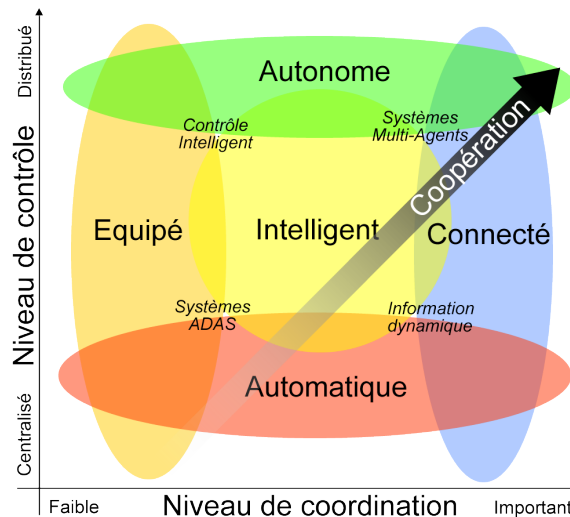 Distribué
Niveau de contrôle
Centralisé
Autonome
Contrôle
Intelligent
Systèmes
Multi-Agents
Coopération
Equipé
Intelligent
Connecté
Systèmes
ADAS
Information
dynamique
Automatique
Faible
Niveau de coordination
Important